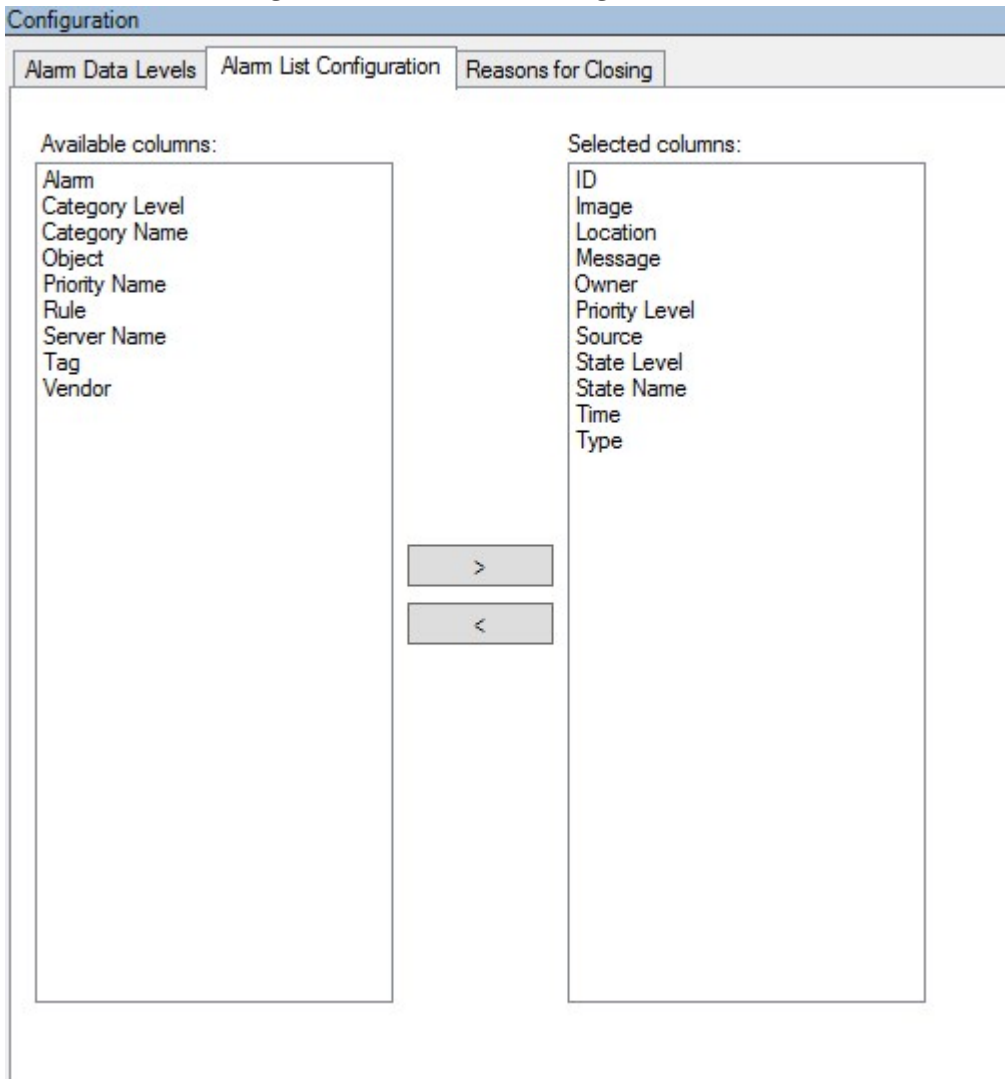 Configuration
Alarm Data Levels
Alarm List Configuration
Reasons for Closing
Available columns:
Alarm
Category Level
Category Name
Object
Priority Name
Rule
Server Name
Tag
Vendor
>
<
Selected columns:
ID
Image
Location
Message
Owner
Priority Level
Source
State Level
State Name
Time
Type